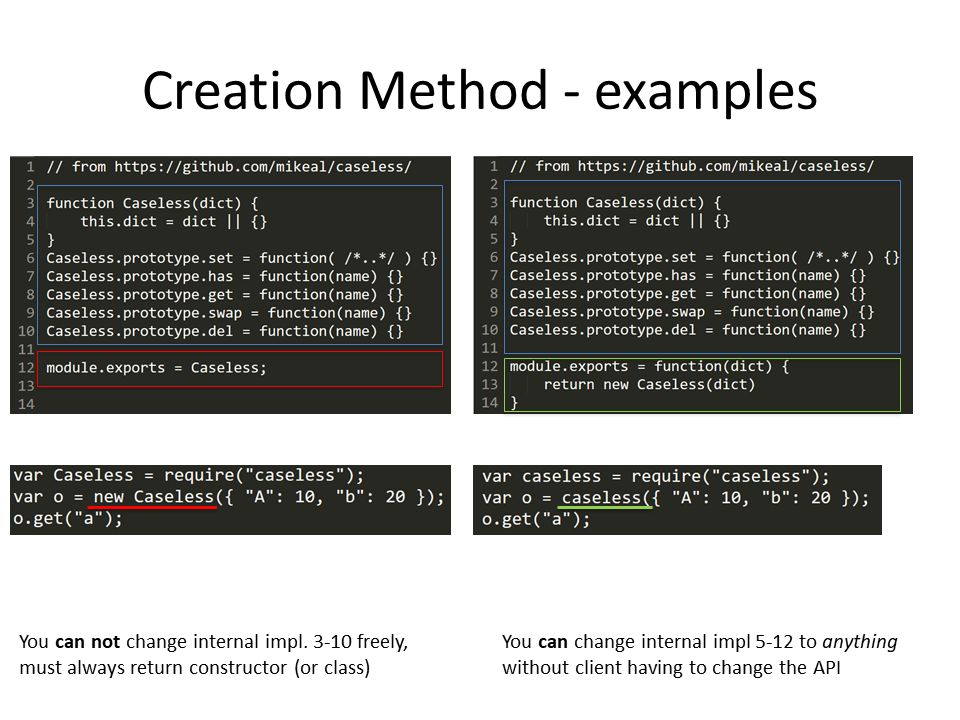 Creation Method - examples
1 // from https://github.com/mikeal/caseless/
2
3 function Caseless(dict) {
4     this.dict = dict || {}
5 }
6 Caseless.prototype.set = function( /*..*/ ) {}
7 Caseless.prototype.has = function(name) {}
8 Caseless.prototype.get = function(name) {}
9 Caseless.prototype.swap = function(name) {}
10 Caseless.prototype.del = function(name) {}
11
12 module.exports = Caseless;
13
14
var Caseless = require("caseless");
var o = new Caseless({ "A": 10, "b": 20 });
o.get("a");
You can not change internal impl. 3-10 freely,
must always return constructor (or class)
1 // from https://github.com/mikeal/caseless/
2
3 function Caseless(dict) {
4     this.dict = dict || {}
5 }
6 Caseless.prototype.set = function( /*..*/ ) {}
7 Caseless.prototype.has = function(name) {}
8 Caseless.prototype.get = function(name) {}
9 Caseless.prototype.swap = function(name) {}
10 Caseless.prototype.del = function(name) {}
11
12 module.exports = function(dict) {
13     return new Caseless(dict)
14 }
var caseless = require("caseless");
var o = caseless({ "A": 10, "b": 20 });
o.get("a");
You can change internal impl 5-12 to anything
without client having to change the API